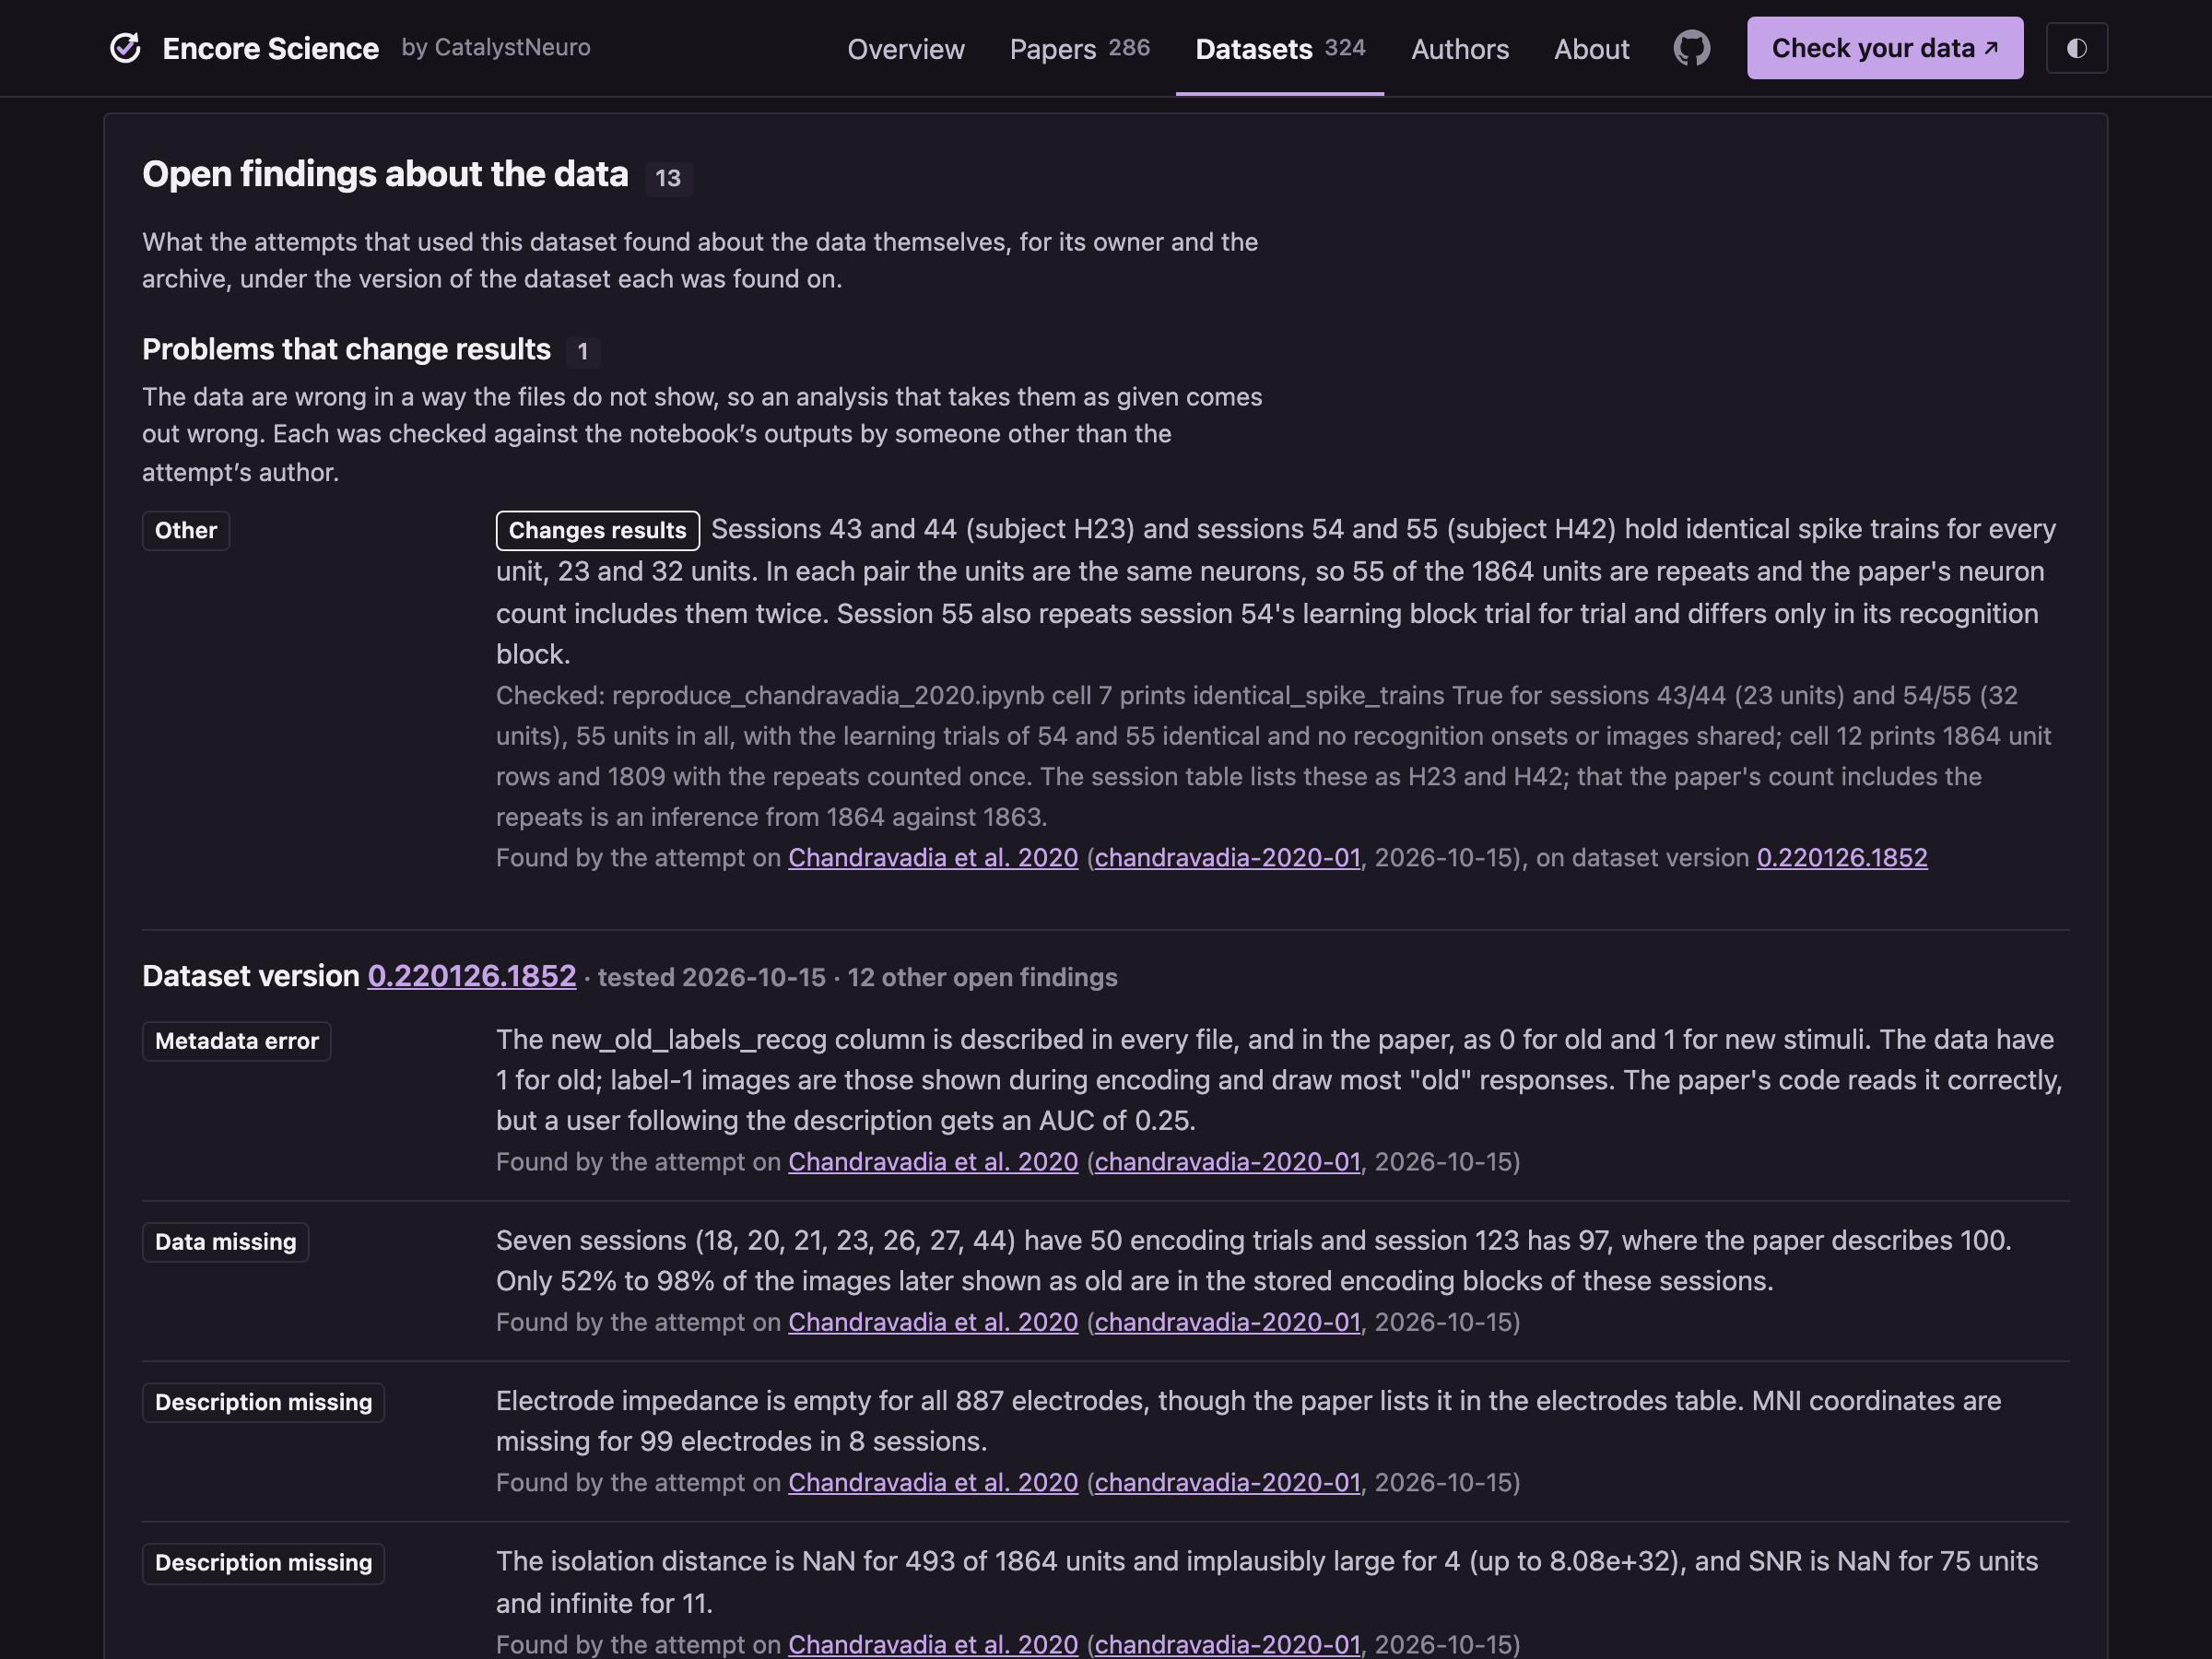 Encore Science by CatalystNeuro Overview Papers 286 Datasets 324 Authors About Check your data ↗
Open findings about the data 13
What the attempts that used this dataset found about the data themselves, for its owner and the
archive, under the version of the dataset each was found on.
Problems that change results 1
The data are wrong in a way the files do not show, so an analysis that takes them as given comes
out wrong. Each was checked against the notebook’s outputs by someone other than the
attempt’s author.
Other
Changes results Sessions 43 and 44 (subject H23) and sessions 54 and 55 (subject H42) hold identical spike trains for every
unit, 23 and 32 units. In each pair the units are the same neurons, so 55 of the 1864 units are repeats and the paper's neuron
count includes them twice. Session 55 also repeats session 54's learning block trial for trial and differs only in its recognition
block.
Checked: reproduce_chandravadia_2020.ipynb cell 7 prints identical_spike_trains True for sessions 43/44 (23 units) and 54/55 (32
units), 55 units in all, with the learning trials of 54 and 55 identical and no recognition onsets or images shared; cell 12 prints 1864 unit
rows and 1809 with the repeats counted once. The session table lists these as H23 and H42; that the paper's count includes the
repeats is an inference from 1864 against 1863.
Found by the attempt on Chandravadia et al. 2020 (chandravadia-2020-01, 2026-10-15), on dataset version 0.220126.1852
Dataset version 0.220126.1852 · tested 2026-10-15 · 12 other open findings
Metadata error
The new_old_labels_recog column is described in every file, and in the paper, as 0 for old and 1 for new stimuli. The data have
1 for old; label-1 images are those shown during encoding and draw most "old" responses. The paper's code reads it correctly,
but a user following the description gets an AUC of 0.25.
Found by the attempt on Chandravadia et al. 2020 (chandravadia-2020-01, 2026-10-15)
Data missing
Seven sessions (18, 20, 21, 23, 26, 27, 44) have 50 encoding trials and session 123 has 97, where the paper describes 100.
Only 52% to 98% of the images later shown as old are in the stored encoding blocks of these sessions.
Found by the attempt on Chandravadia et al. 2020 (chandravadia-2020-01, 2026-10-15)
Description missing
Electrode impedance is empty for all 887 electrodes, though the paper lists it in the electrodes table. MNI coordinates are
missing for 99 electrodes in 8 sessions.
Found by the attempt on Chandravadia et al. 2020 (chandravadia-2020-01, 2026-10-15)
Description missing
The isolation distance is NaN for 493 of 1864 units and implausibly large for 4 (up to 8.08e+32), and SNR is NaN for 75 units
and infinite for 11.
Found by the attempt on Chandravadia et al. 2020 (chandravadia-2020-01, 2026-10-15)